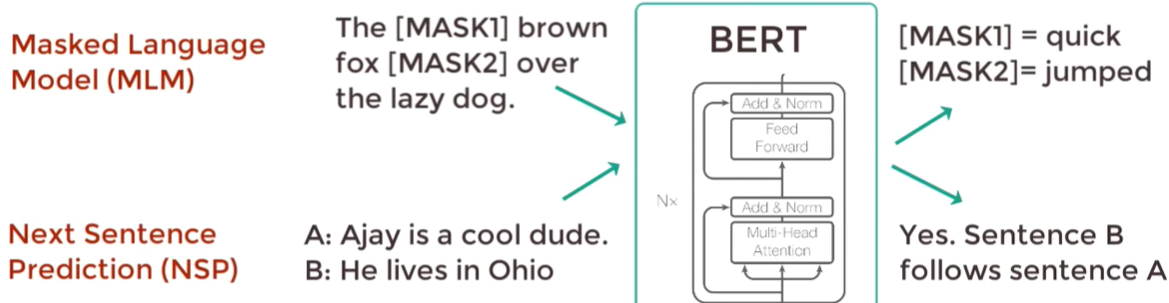 Masked Language
Model (MLM)
The [MASK1] brown
fox [MASK2] over
the lazy dog.
BERT
Add & Norm
Feed
Forward
Nx
Add & Norm
Multi-Head
Attention
[MASK1] = quick
[MASK2]= jumped
Next Sentence
Prediction (NSP)
A: Ajay is a cool dude.
B: He lives in Ohio
Yes. Sentence B
follows sentence A